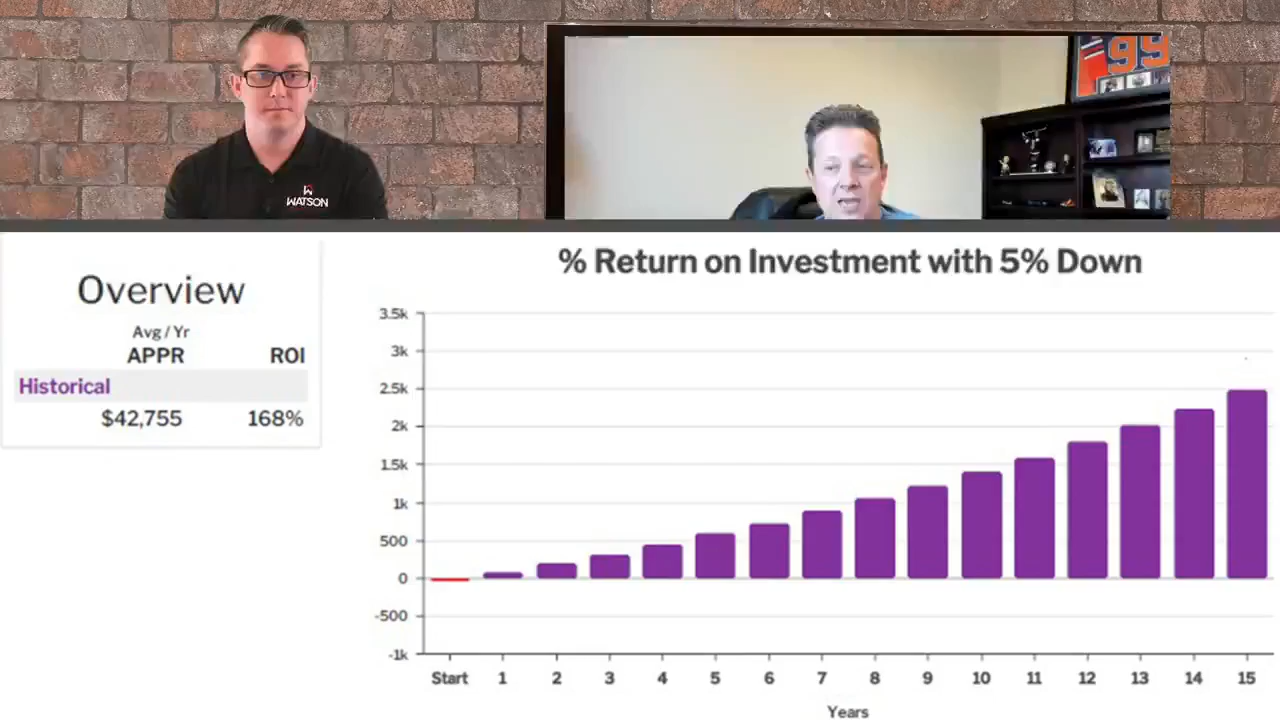 99
WATSON
Overview
Avg / Yr
APPR ROI
Historical
$42,755 168%
% Return on Investment with 5% Down
3.5k
3k
2.5k
2k
1.5k
1k
500
0
-500
-1k
Start 1 2 3 4 5 6 7 8 9 10 11 12 13 14 15
Years